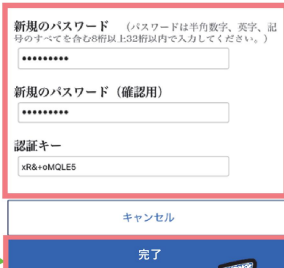 新規のパスワード （パスワードは半角数字、英字、記
号のすべてを含む8桁以上32桁以内で入力してください。）
•••••••••
新規のパスワード（確認用）
•••••••••
認証キー
xR&+oMQLE5
キャンセル
完了